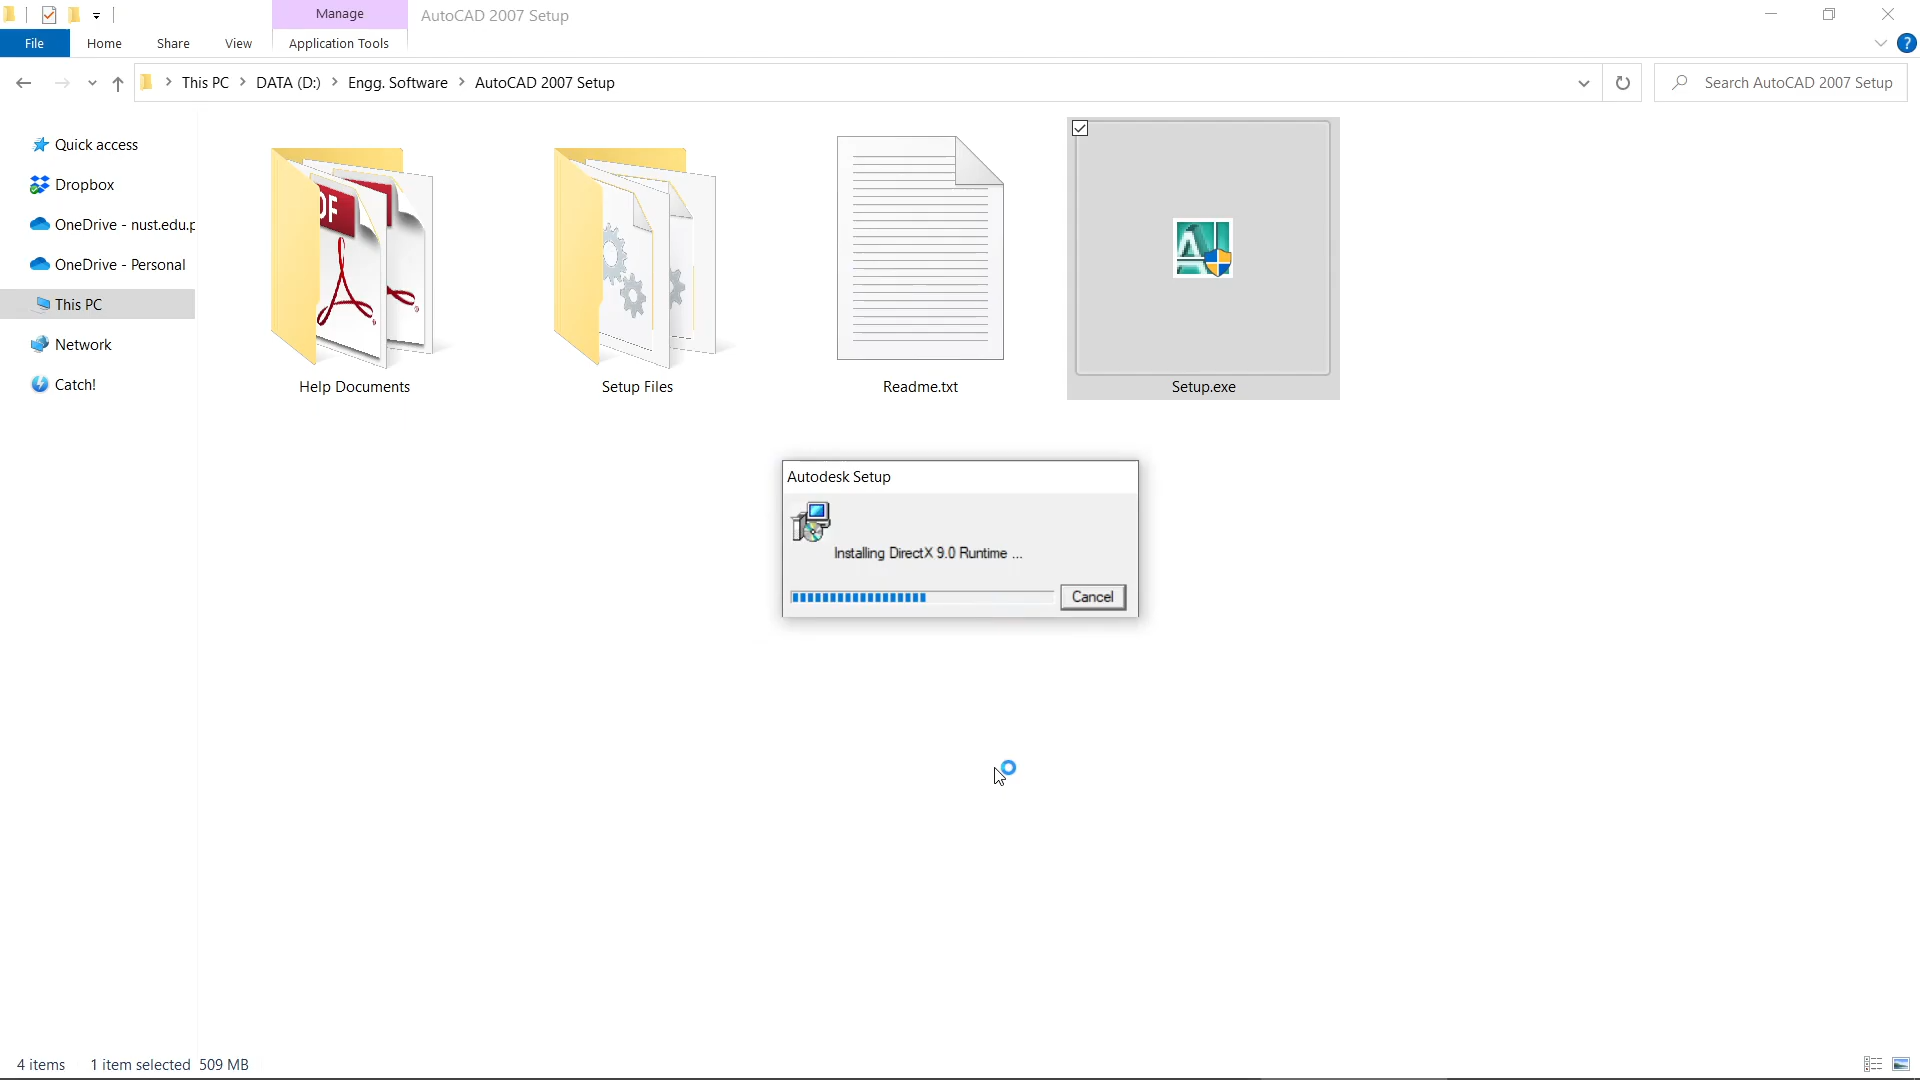 Manage
AutoCAD 2007 Setup
File
Home
Share
View
Application Tools
This PC > DATA (D:) > Engg. Software > AutoCAD 2007 Setup
Search AutoCAD 2007 Setup
Quick access
Dropbox
OneDrive - nust.edu.p
OneDrive - Personal
This PC
Network
Catch!
Help Documents
Setup Files
Readme.txt
Setup.exe
Autodesk Setup
Installing DirectX 9.0 Runtime ...
Cancel
4 items
1 item selected 509 MB